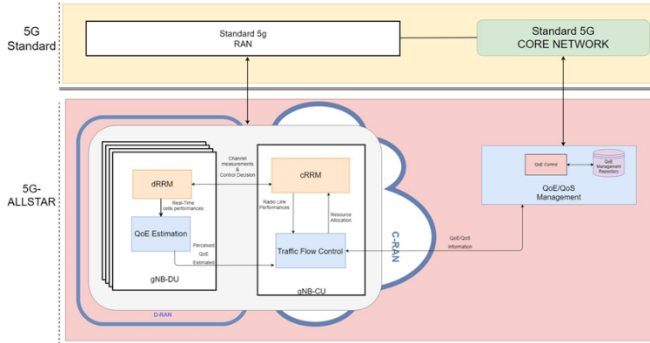 5G
Standard
Standard 5g
RAN
Standard 5G
CORE NETWORK
5G-
ALLSTAR
Channel
measurements
&
Control Decision
dRRM
cRRM
Real-Time
cells performances
Radio Link
Performances
Resource
Allocation
QoE Estimation
Perceived
QoE
Estimated
Traffic Flow Control
gNB-DU
gNB-CU
D-RAN
C-RAN
QoE/QoS
Information
QoE Control
QoE
Management
Repository
QoE/QoS
Management